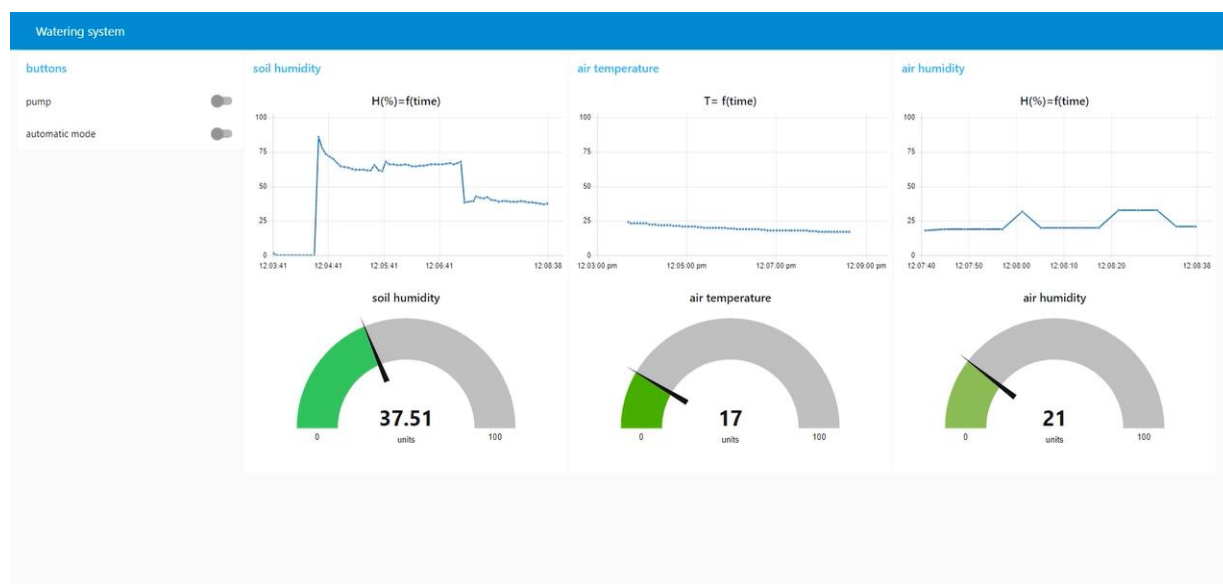 Watering system
buttons
pump
automatic mode
soil humidity
H(%)=f(time)
100
75
50
25
0
12:03:41 12:04:41 12:05:41 12:06:41 12:08:38
soil humidity
37.51
units
0 100
air temperature
T= f(time)
100
75
50
25
0
12:03:00 pm 12:05:00 pm 12:07:00 pm 12:09:00 pm
air temperature
17
units
0 100
air humidity
H(%)=f(time)
100
75
50
25
0
12:07:40 12:07:50 12:08:00 12:08:10 12:08:20 12:08:38
air humidity
21
units
0 100